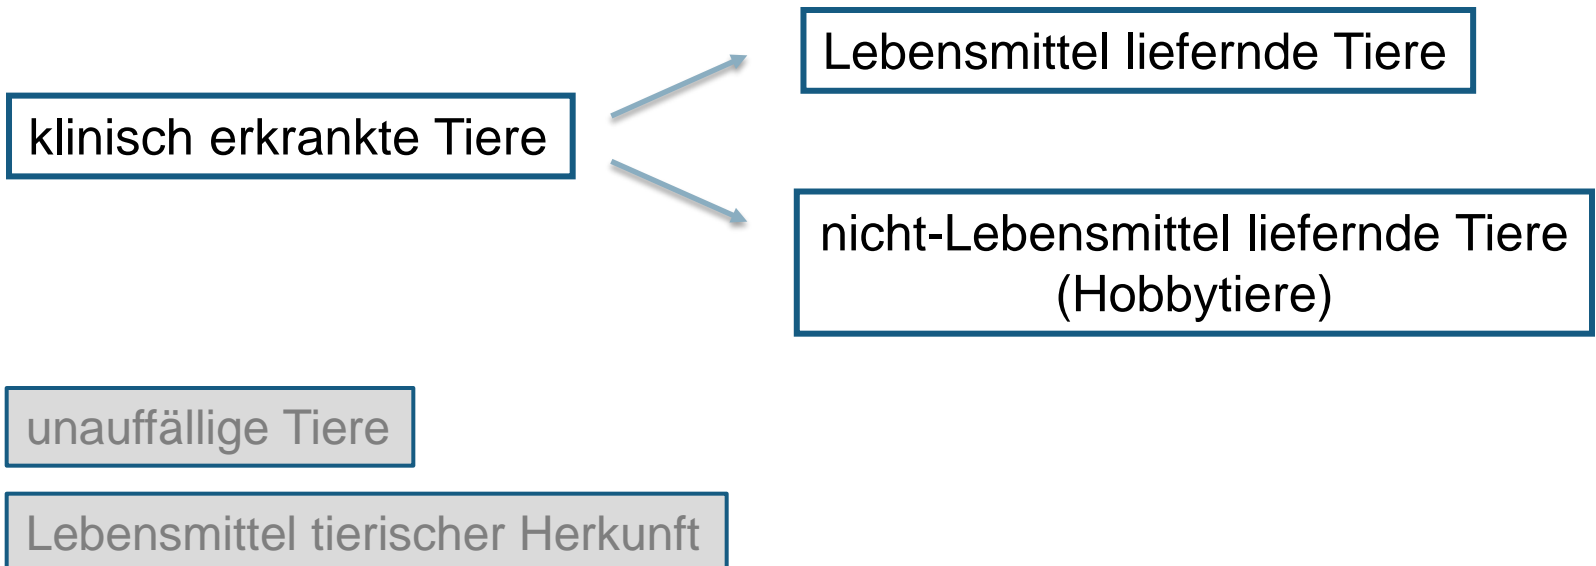 Lebensmittel liefernde Tiere
klinisch erkrankte Tiere
nicht-Lebensmittel liefernde Tiere
(Hobbytiere)
unauffällige Tiere
Lebensmittel tierischer Herkunft